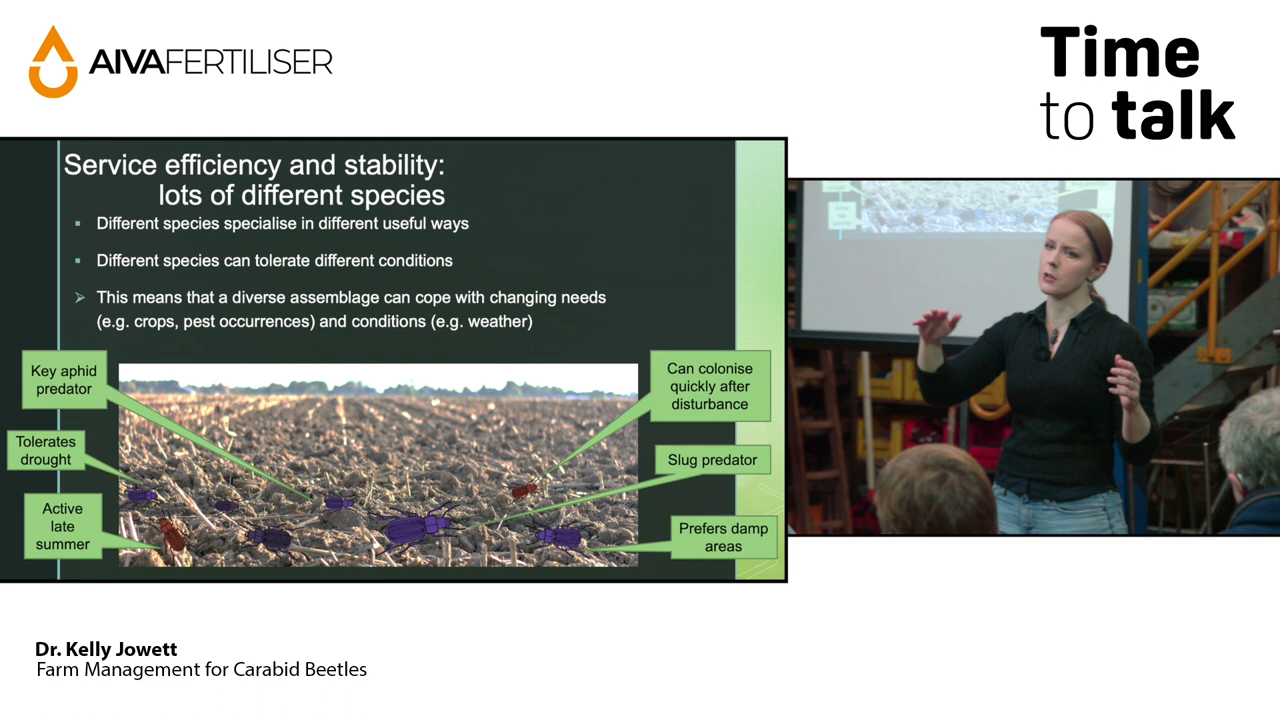 AIVAFERTILISER
Time
to talk
Service efficiency and stability:
lots of different species
Different species specialise in different useful ways
Different species can tolerate different conditions
This means that a diverse assemblage can cope with changing needs
(e.g. crops, pest occurrences) and conditions (e.g. weather)
Key aphid
predator
Tolerates
drought
Active
late
summer
Can colonise
quickly after
disturbance
Slug predator
Prefers damp
areas
Dr. Kelly Jowett
Farm Management for Carabid Beetles